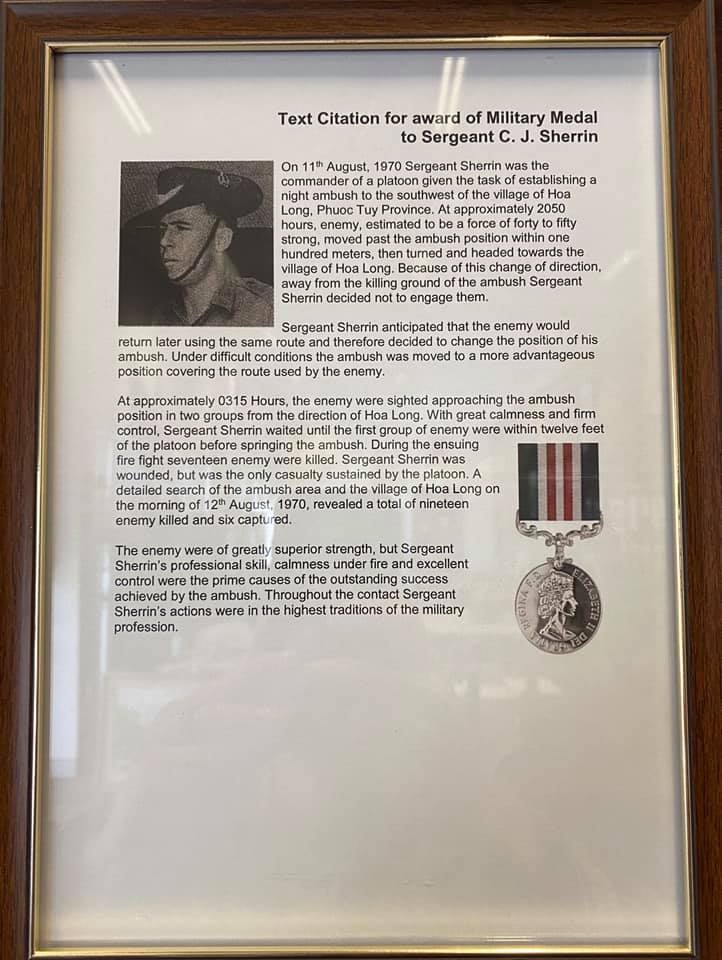 Text Citation for award of Military Medal
to Sergeant C. J. Sherrin
On 11th August, 1970 Sergeant Sherrin was the
commander of a platoon given the task of establishing a
night ambush to the southwest of the village of Hoa
Long, Phuoc Tuy Province. At approximately 2050
hours, enemy, estimated to be a force of forty to fifty
strong, moved past the ambush position within one
hundred meters, then turned and headed towards the
village of Hoa Long. Because of this change of direction,
away from the killing ground of the ambush Sergeant
Sherrin decided not to engage them.
Sergeant Sherrin anticipated that the enemy would
return later using the same route and therefore decided to change the position of his
ambush. Under difficult conditions the ambush was moved to a more advantageous
position covering the route used by the enemy.
At approximately 0315 Hours, the enemy were sighted approaching the ambush
position in two groups from the direction of Hoa Long. With great calmness and firm
control, Sergeant Sherrin waited until the first group of enemy were within twelve feet
of the platoon before springing the ambush. During the ensuing
fire fight seventeen enemy were killed. Sergeant Sherrin was
wounded, but was the only casualty sustained by the platoon. A
detailed search of the ambush area and the village of Hoa Long on
the morning of 12th August, 1970, revealed a total of nineteen
enemy killed and six captured.
The enemy were of greatly superior strength, but Sergeant
Sherrin's professional skill, calmness under fire and excellent
control were the prime causes of the outstanding success
achieved by the ambush. Throughout the contact Sergeant
Sherrin's actions were in the highest traditions of the military
profession.
ELIZABETH II DEI
REGINA F.D.